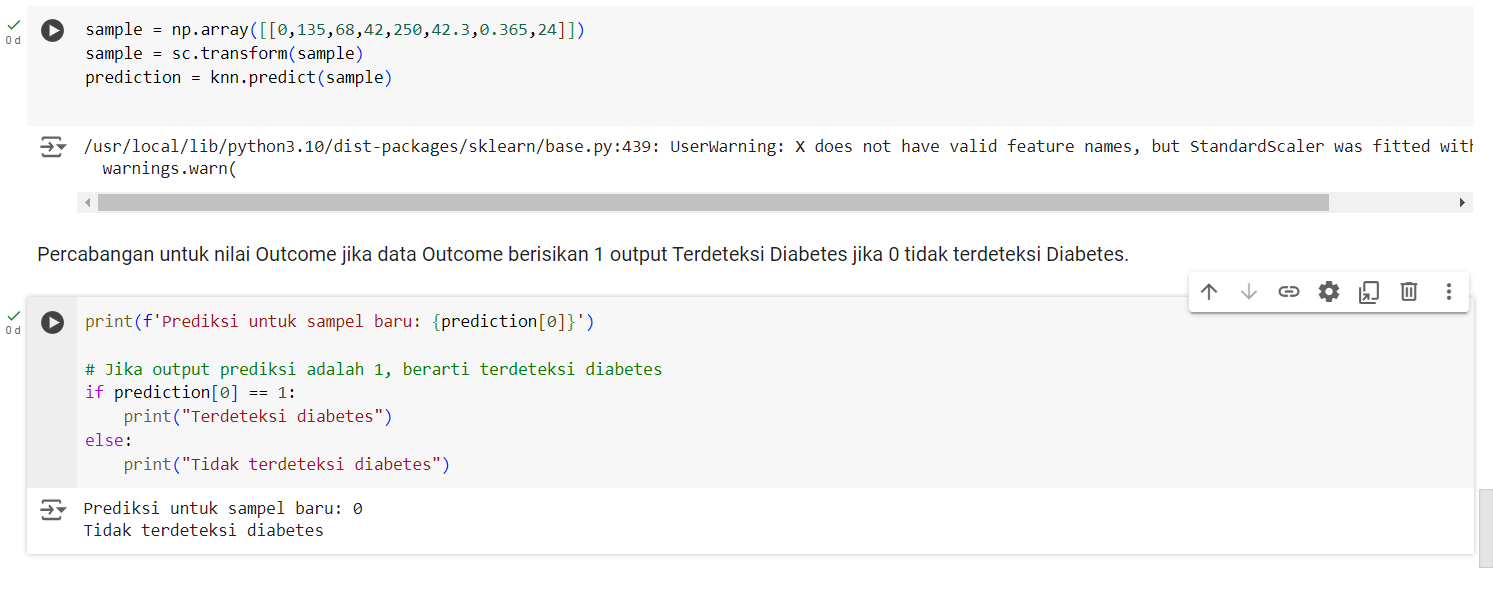 sample = np.array([[0,135,68,42,250,42.3,0.365,24]])
0 d
sample = sc.transform(sample)
prediction = knn.predict(sample)
/usr/local/lib/python3.10/dist-packages/sklearn/base.py:439: UserWarning: X does not have valid feature names, but StandardScaler was fitted with
warnings.warn(
Percabangan untuk nilai Outcome jika data Outcome berisikan 1 output Terdeteksi Diabetes jika 0 tidak terdeteksi Diabetes.
print(f'Prediksi untuk sampel baru: {prediction[0]}')
0 d
# Jika output prediksi adalah 1, berarti terdeteksi diabetes
if prediction[0] == 1:
print("Terdeteksi diabetes")
else:
print("Tidak terdeteksi diabetes")
Prediksi untuk sampel baru: 0
Tidak terdeteksi diabetes